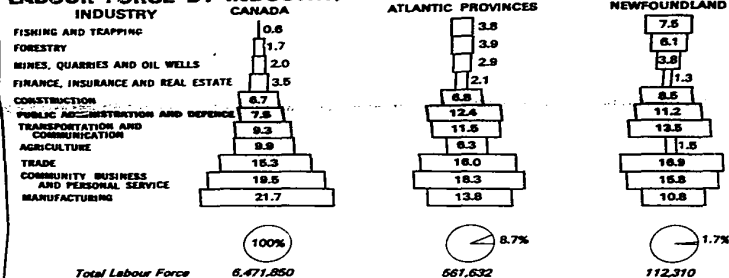 LABOUR FORCE BY INDUSTRY
INDUSTRY CANADA ATLANTIC PROVINCES NEWFOUNDLAND
FISHING AND TRAPPING 0.6 3.8 7.5
FORESTRY 1.7 3.9 6.1
MINES, QUARRIES AND OIL WELLS 2.0 2.9 3.8
FINANCE, INSURANCE AND REAL ESTATE 3.5 2.1 1.3
CONSTRUCTION 6.7 6.8 8.5
PUBLIC ADMINISTRATION AND DEFENCE 7.5 12.4 11.2
TRANSPORTATION AND
COMMUNICATION 9.3 11.5 13.5
AGRICULTURE 9.9 6.3 1.5
TRADE 15.3 16.0 16.9
COMMUNITY BUSINESS
AND PERSONAL SERVICE 19.5 18.3 15.8
MANUFACTURING 21.7 13.8 10.8
100% 8.7% 1.7%
Total Labour Force 6,471,850 561,632 112,310